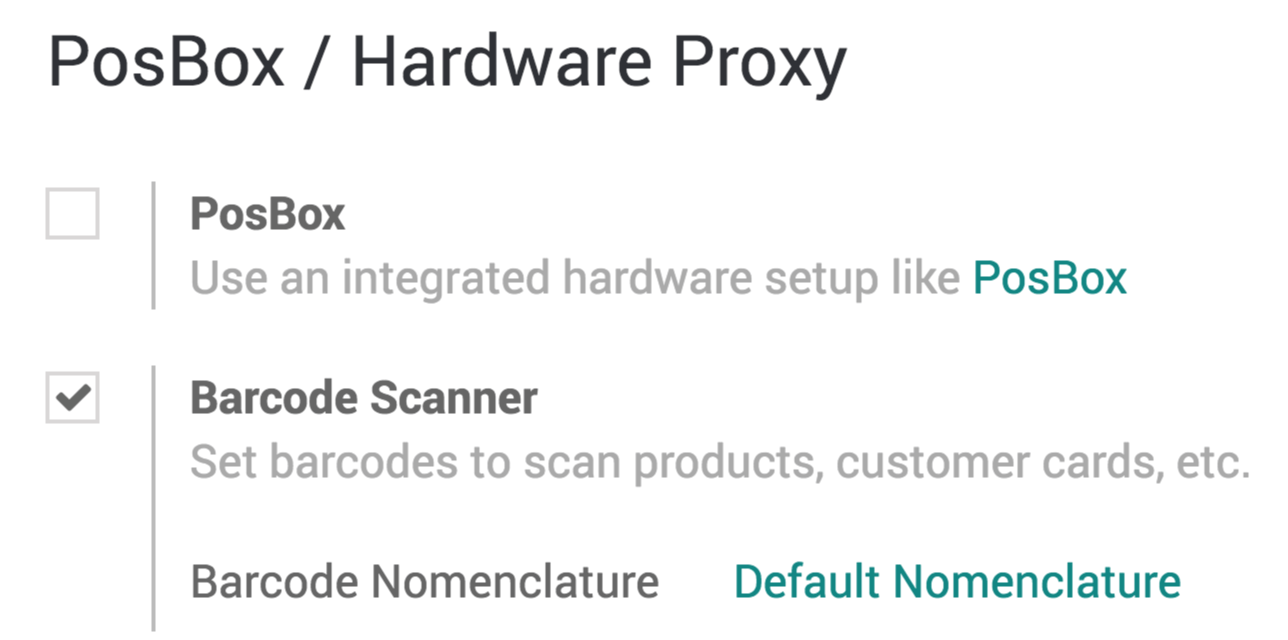 PosBox / Hardware Proxy
PosBox
Use an integrated hardware setup like PosBox
Barcode Scanner
Set barcodes to scan products, customer cards, etc.
Barcode Nomenclature Default Nomenclature